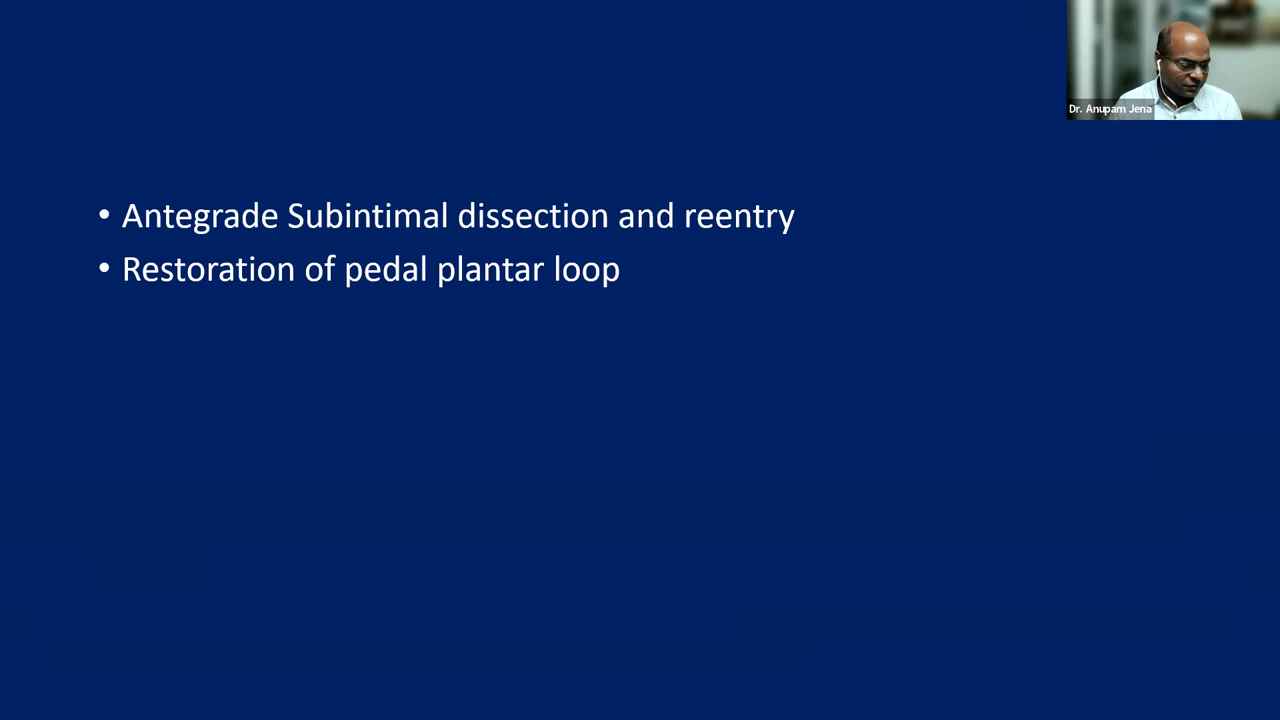 Dr. Anupam Jena
• Antegrade Subintimal dissection and reentry
• Restoration of pedal plantar loop